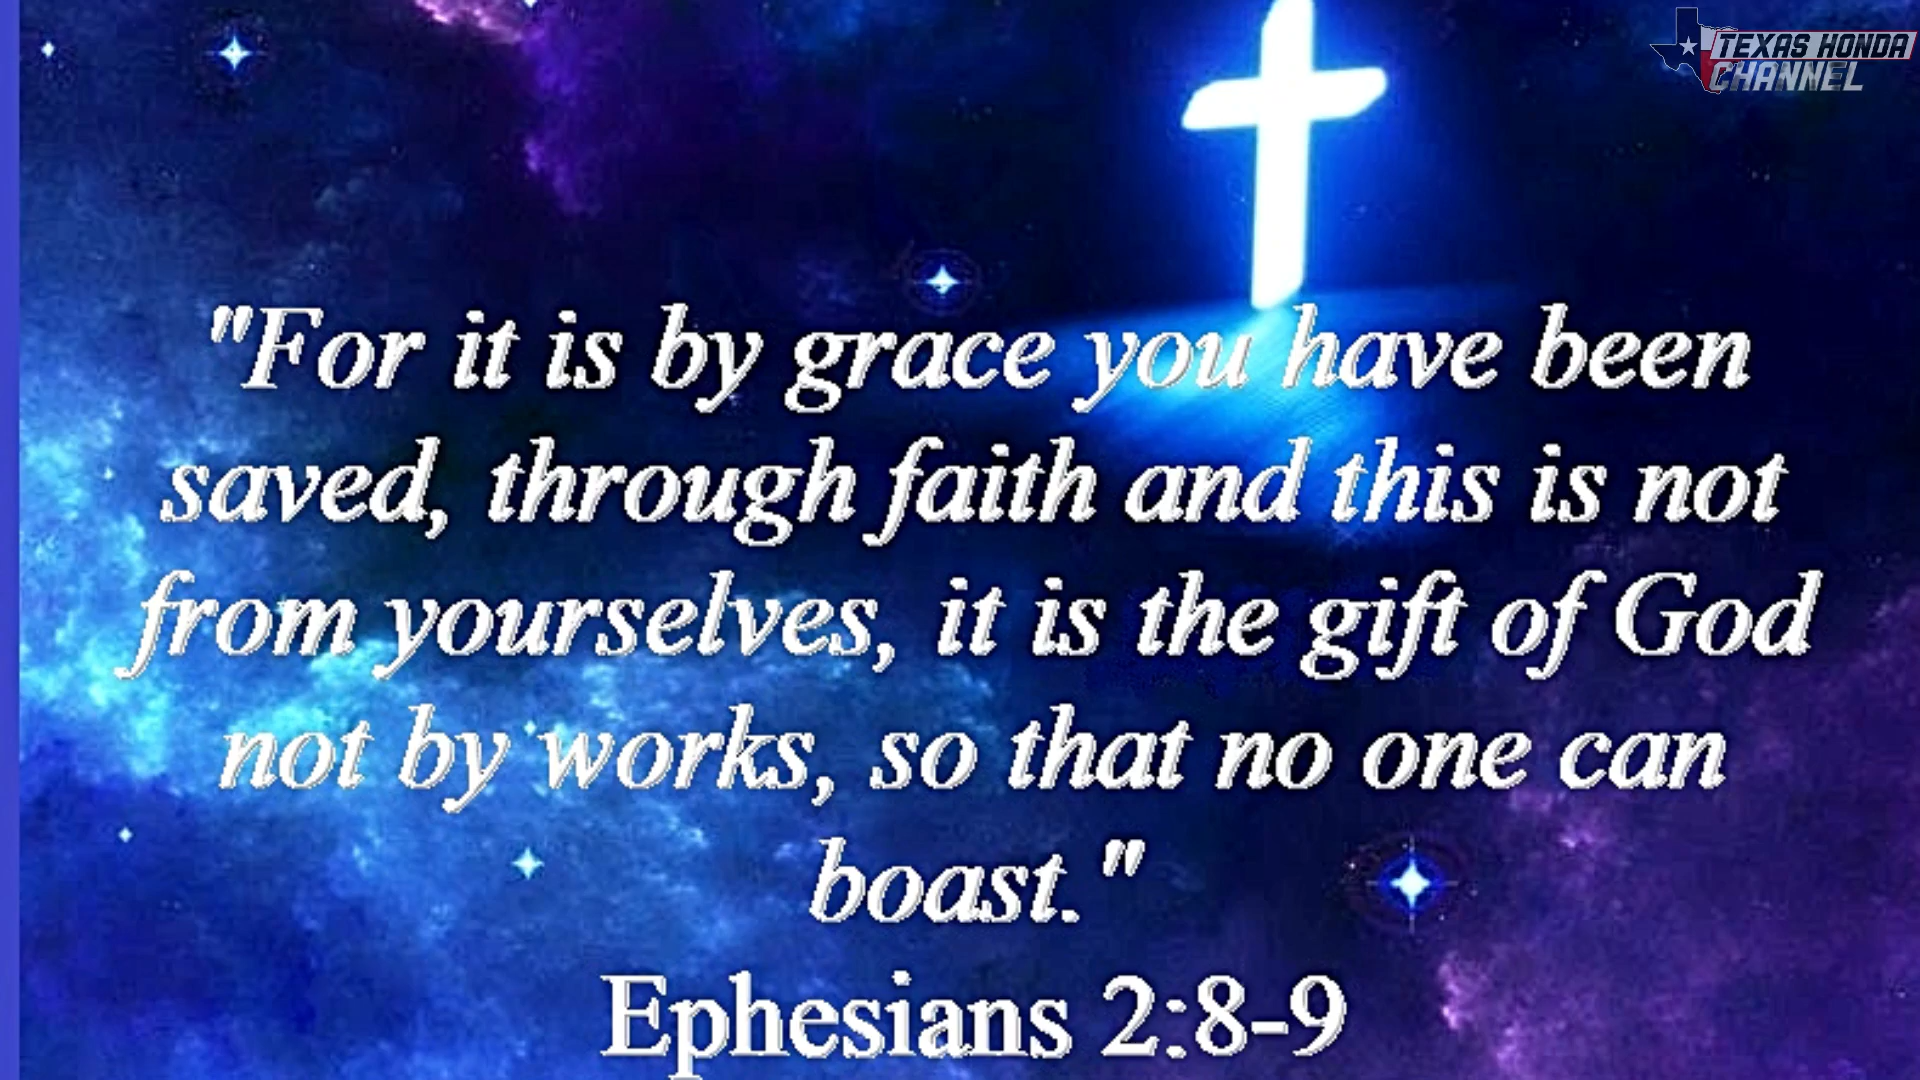 TEXAS HONDA
CHANNEL
"For it is by grace you have been
saved, through faith and this is not
from yourselves, it is the gift of God
not by works, so that no one can
boast."
Ephesians 2:8-9